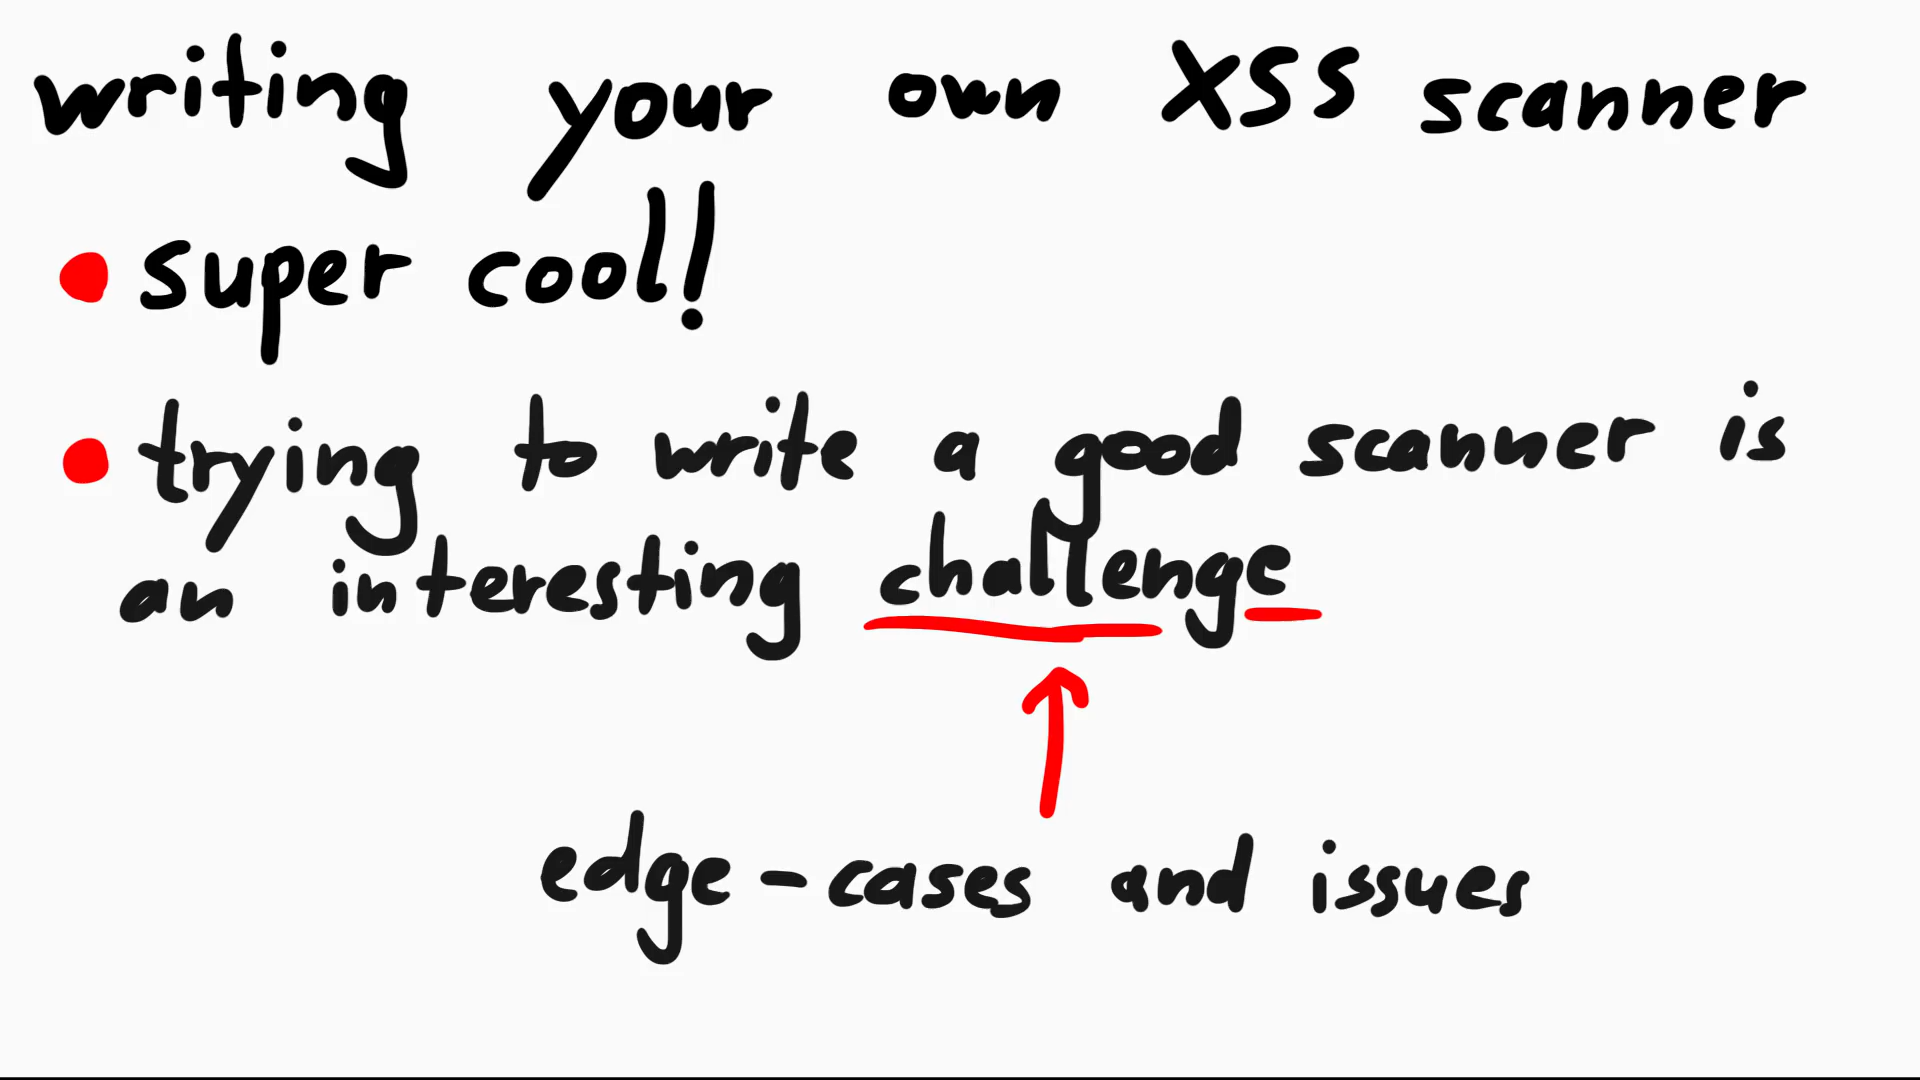 writing your own XSS scanner
• super cool!
• trying to write a good scanner is
an interesting challenge
edge-cases and issues